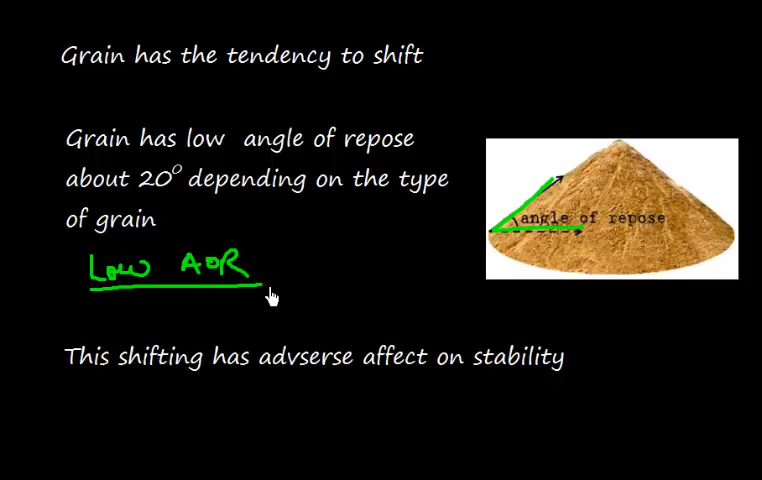 Grain has the tendency to shift
Grain has low angle of repose
about 20° depending on the type
of grain
Low AOR
angle of repose
This shifting has advserse affect on stability